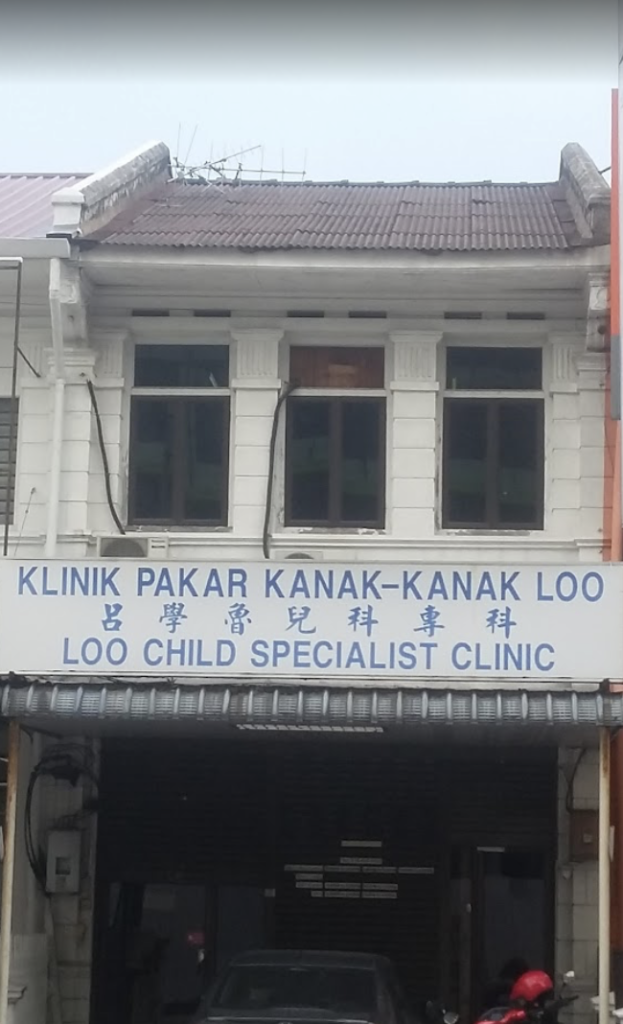 KLINIK PAKAR KANAK-KANAK LOO
呂學魯兒科專科
LOO CHILD SPECIALIST CLINIC